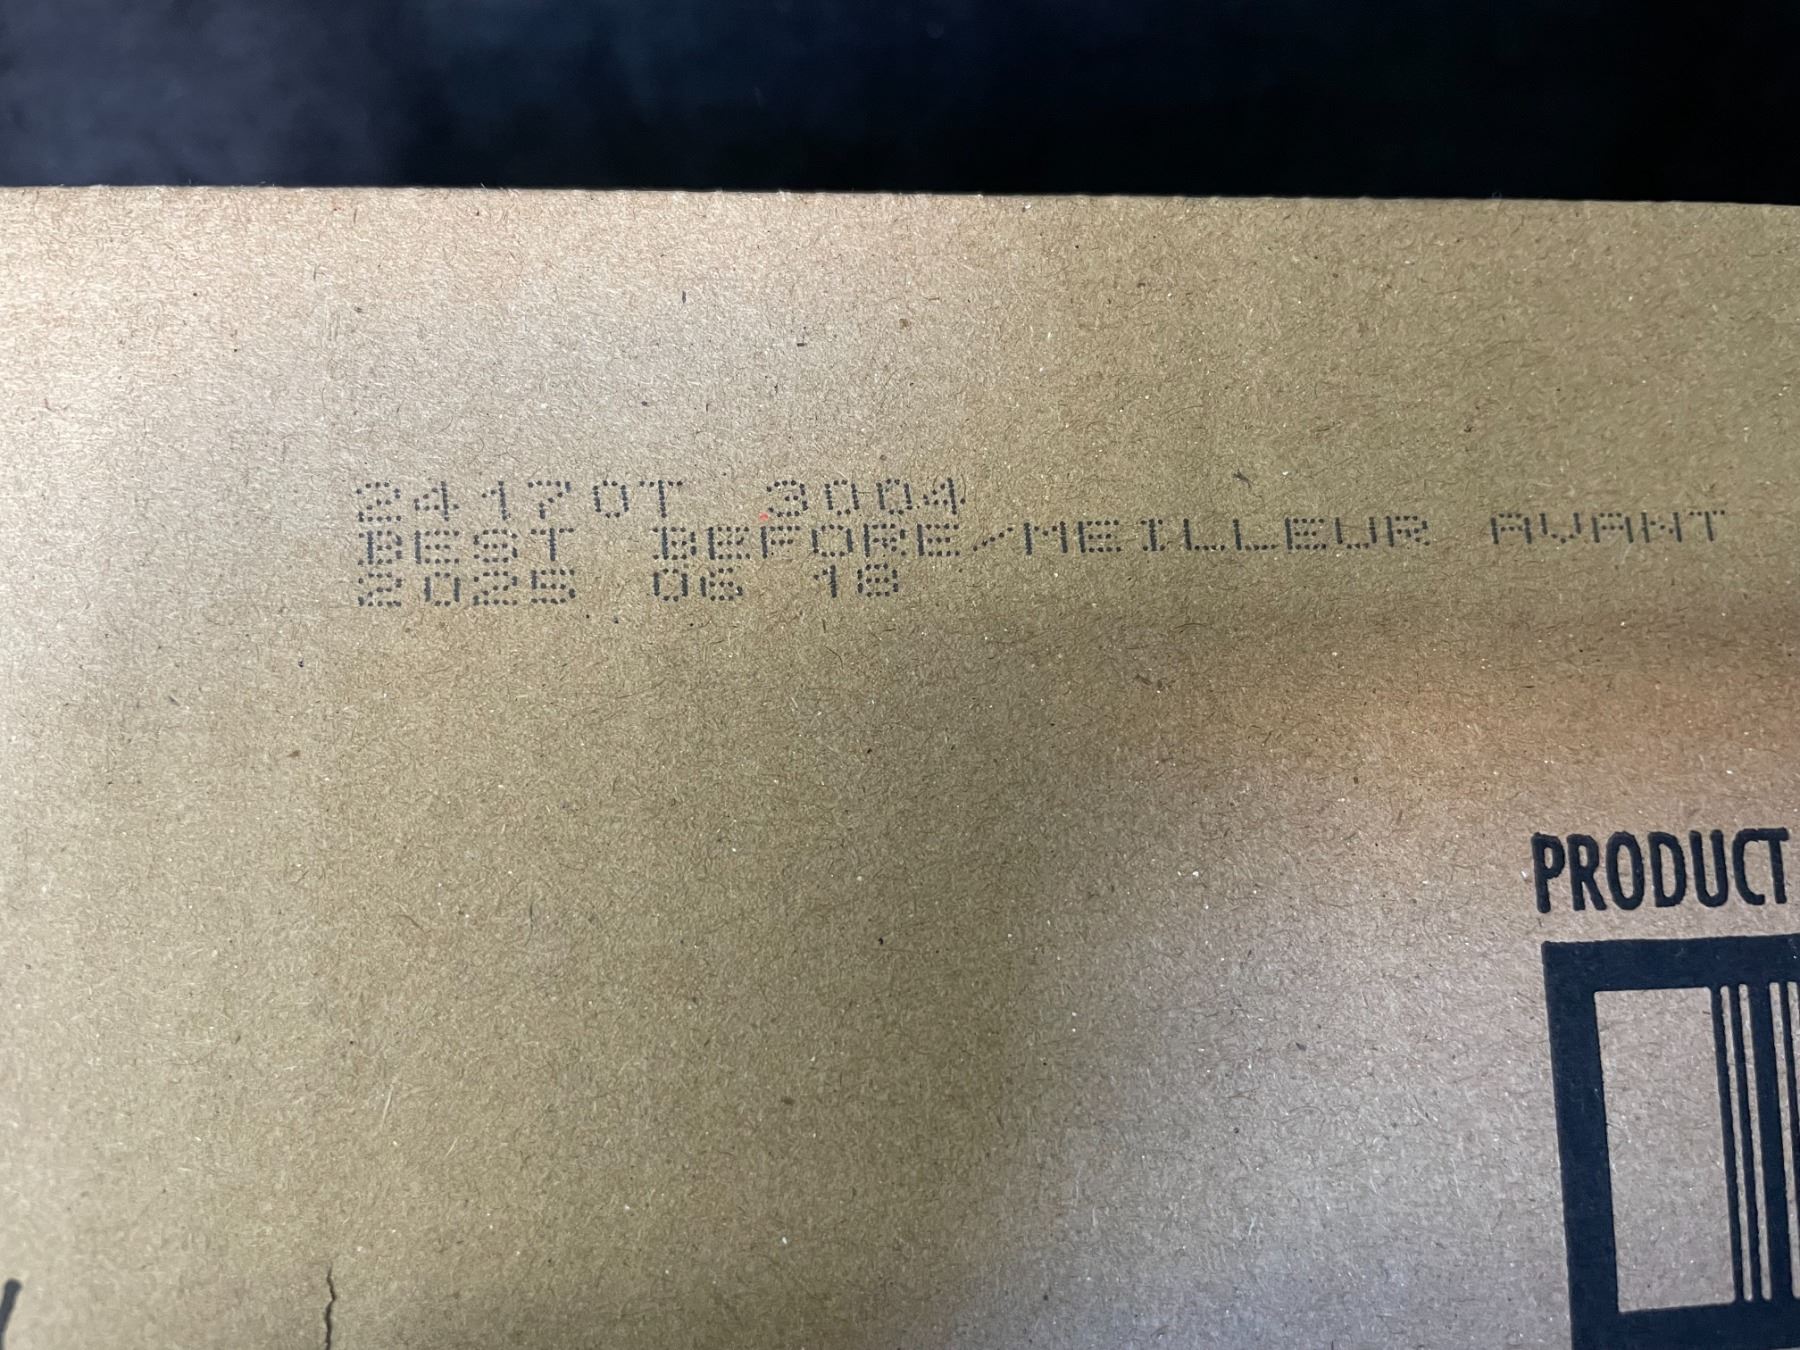 24170T 3004
BEST BEFORE/MEILLEUR AVANT
2025 06 18
PRODUCT